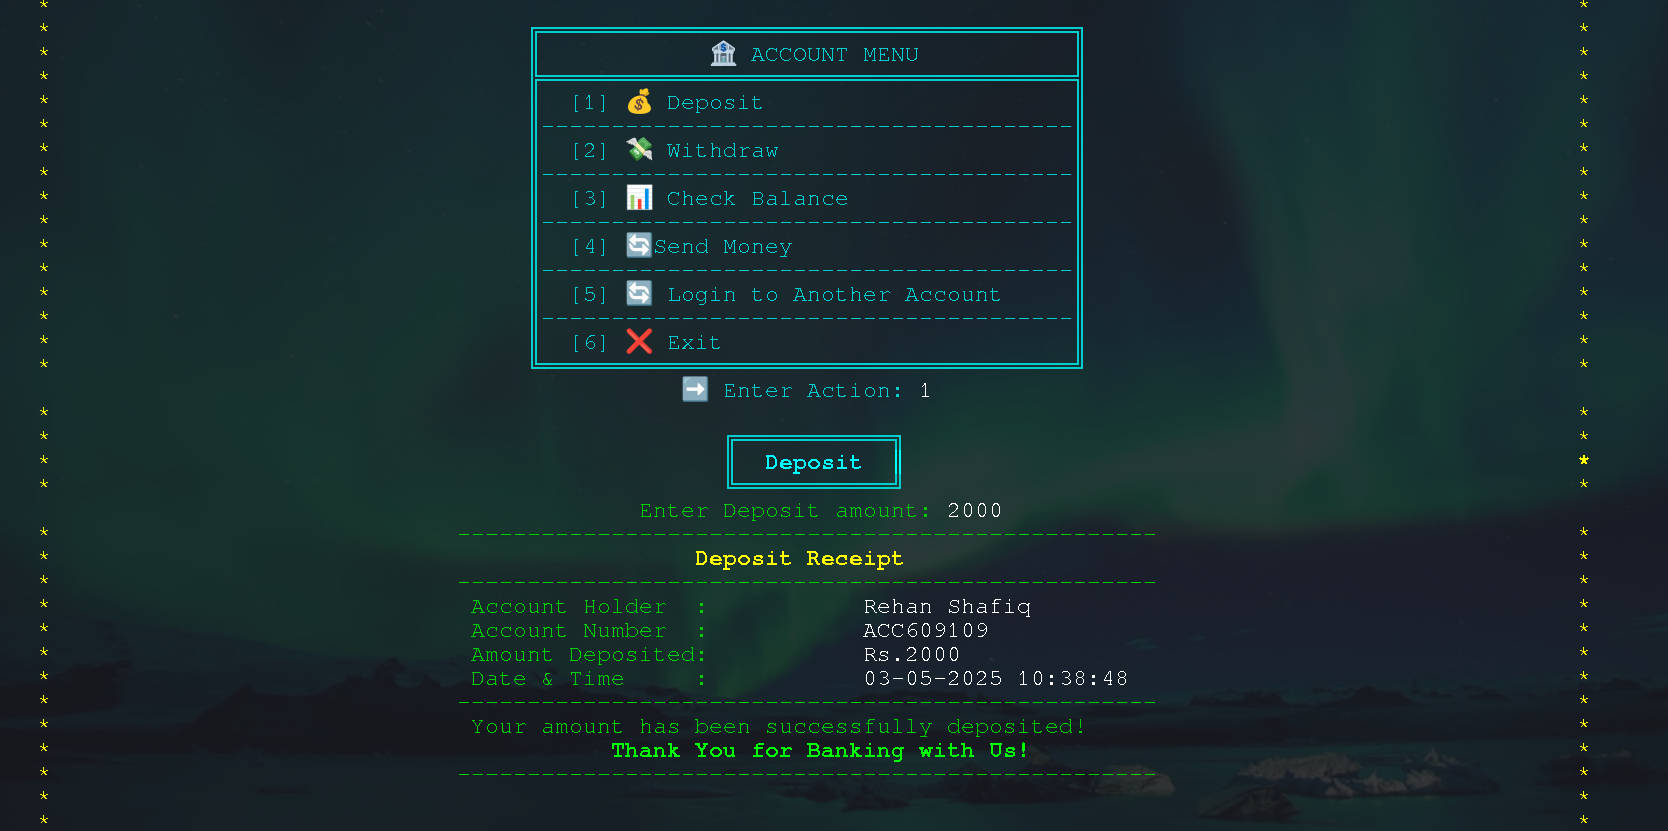 🏦 ACCOUNT MENU
[1] 💰 Deposit
[2] 💸 Withdraw
[3] 📊 Check Balance
[4] 🔄Send Money
[5] 🔄 Login to Another Account
[6] ❌ Exit
➡️ Enter Action: 1
Deposit
Enter Deposit amount: 2000
Deposit Receipt
Account Holder : Rehan Shafiq
Account Number : ACC609109
Amount Deposited: Rs.2000
Date & Time : 03-05-2025 10:38:48
Your amount has been successfully deposited!
Thank You for Banking with Us!